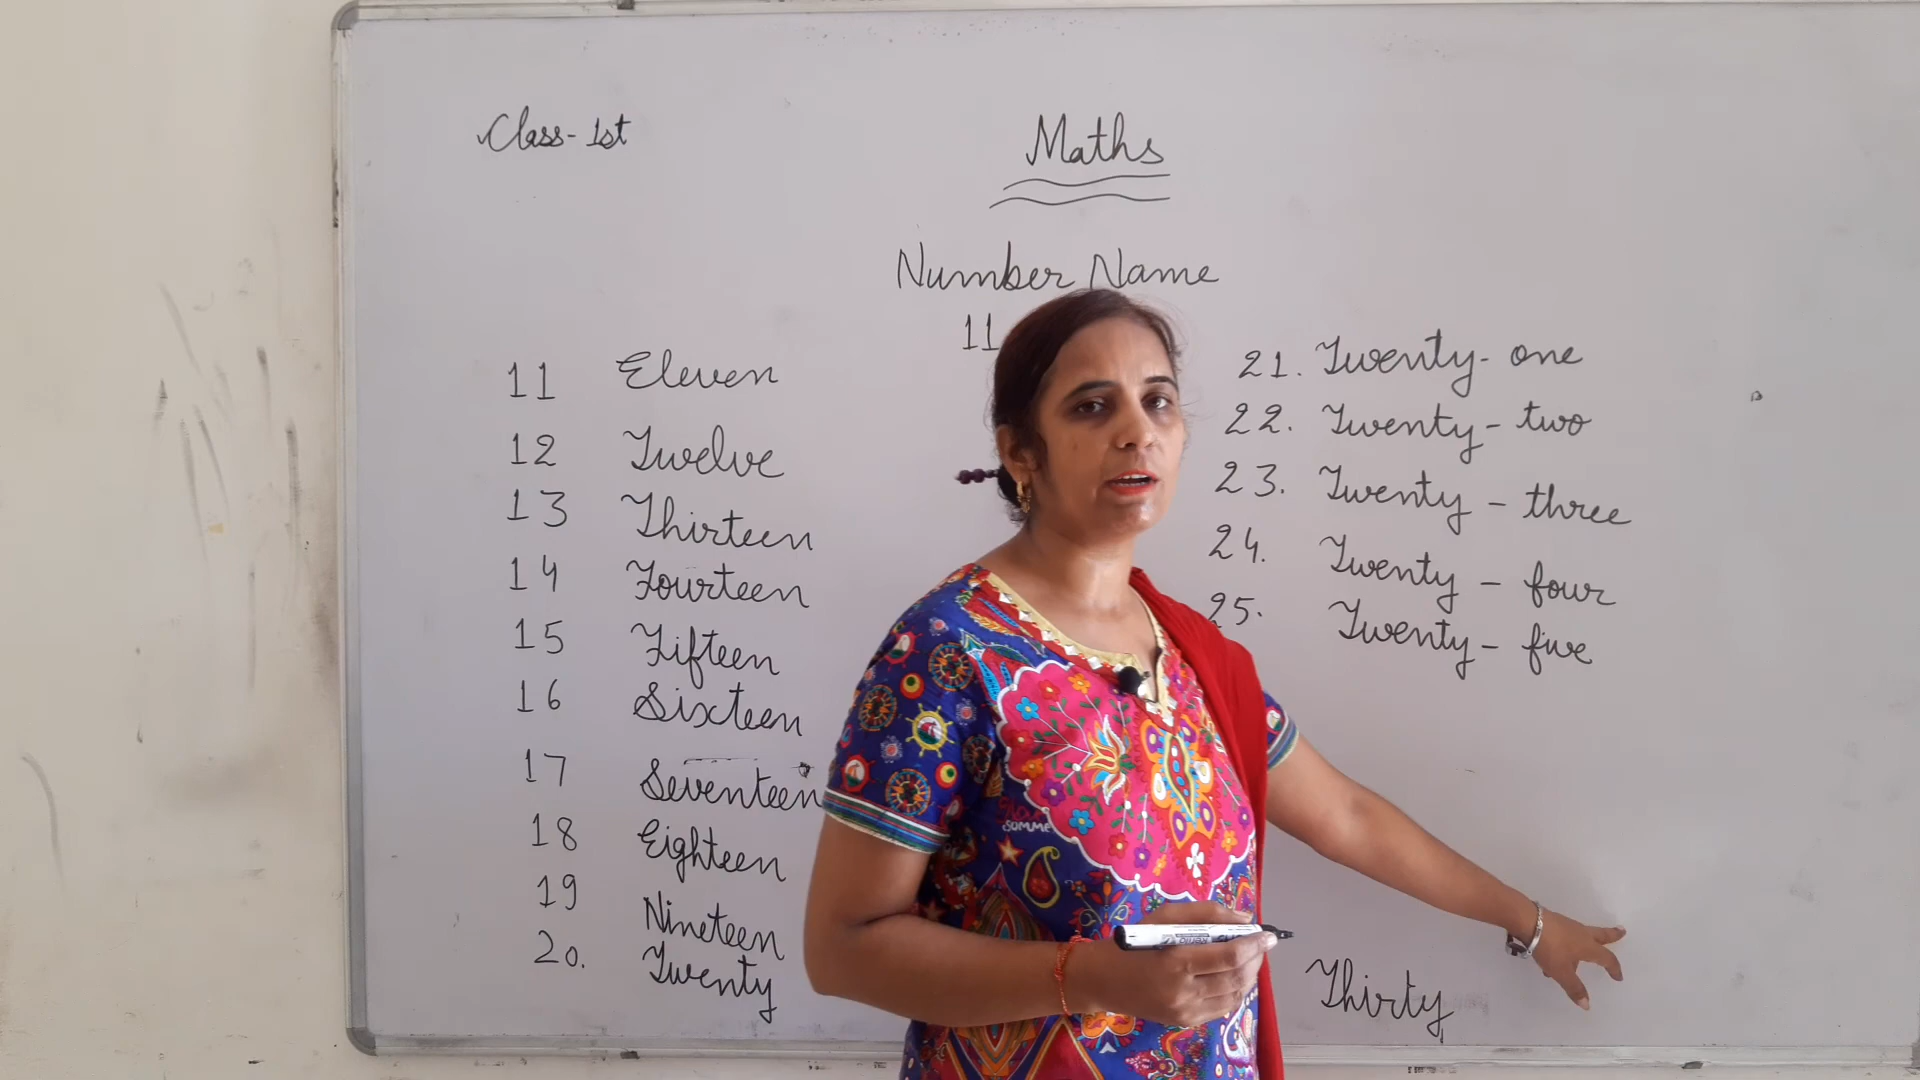 Class- 1st
Maths
Number Name
11
11 Eleven
12 Twelve
13 Thirteen
14 Fourteen
15 Fifteen
16 Sixteen
17 Seventeen
18 Eighteen
19 Nineteen
20. Twenty
21. Twenty- one
22. Twenty- two
23. Twenty - three
24. Twenty - four
25. Twenty - five
Thirty